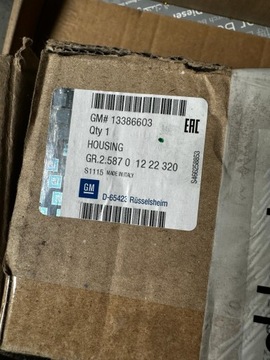 GM# 13386603
Qty 1
HOUSING
GR.2.587 0 12 22 320
S1115 MADE IN ITALY
GM
D-65423 Rüsselsheim
EAC